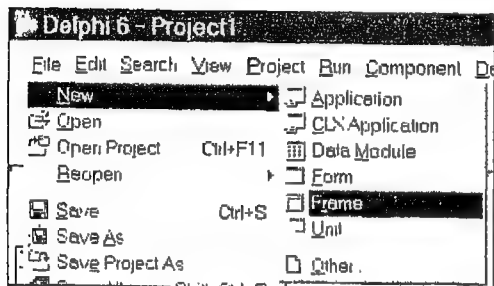 Delphi 6 - Project1
File Edit Search View Project Run Component
New
Open
Open Project Ctrl+F11
Reopen
Save Ctrl+S
Save As
Save Project As
Application
CLX Application
Data Module
Form
Frame
Unit
Other .